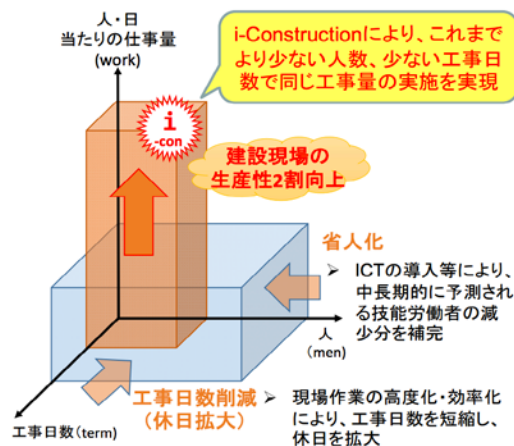 人・日
当たりの仕事量
(work)
i-Constructionにより、これまで
より少ない人数、少ない工事日
数で同じ工事量の実施を実現
i
-con
建設現場の
生産性2割向上
省人化
➢ ICTの導入等により、
中長期的に予測され
る技能労働者の減
少分を補完
人
(men)
工事日数削減
(休日拡大)
➢ 現場作業の高度化・効率化
により、工事日数を短縮し、
休日を拡大
工事日数(term)